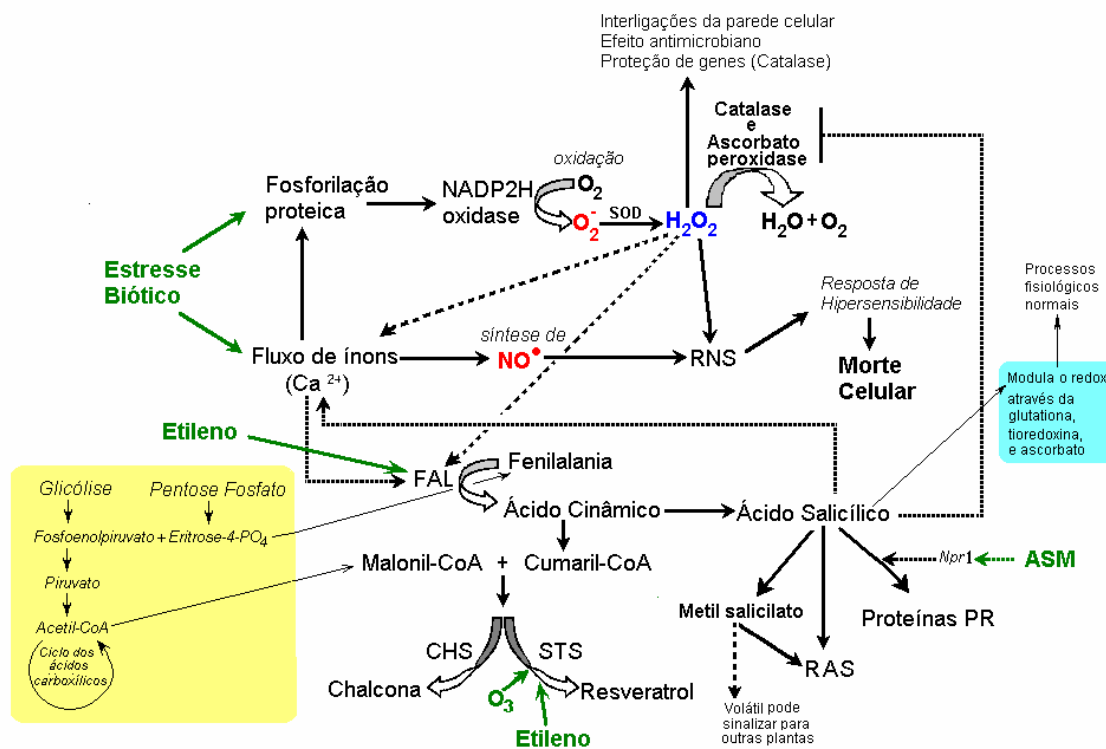 Interligações da parede celular
Efeito antimicrobiano
Proteção de genes (Catalase)
Catalase
e
Ascorbato
peroxidase
oxidação
Fosforilação
proteica
NADP2H
oxidase
O₂
O₂⁻
SOD
H₂O₂
H₂O + O₂
Estresse
Biótico
Processos
fisiológicos
normais
Resposta de
Hipersensibilidade
síntese de
Fluxo de ínons
(Ca ²⁺)
NO•
RNS
Morte
Celular
Modula o redox
através da
glutationa,
tioredoxina,
e ascorbato
Etileno
FAL
Fenilalania
Glicólise
Pentose Fosfato
Ácido Cinâmico
Ácido Salicílico
Fosfoenolpiruvato + Eritrose-4-PO₄
Malonil-CoA + Cumaril-CoA
Npr1
ASM
Piruvato
Metil salicilato
Proteínas PR
Acetil-CoA
Ciclo dos
ácidos
carboxílicos
CHS
STS
RAS
Chalcona
O₃
Resveratrol
Etileno
Volátil pode
sinalizar para
outras plantas